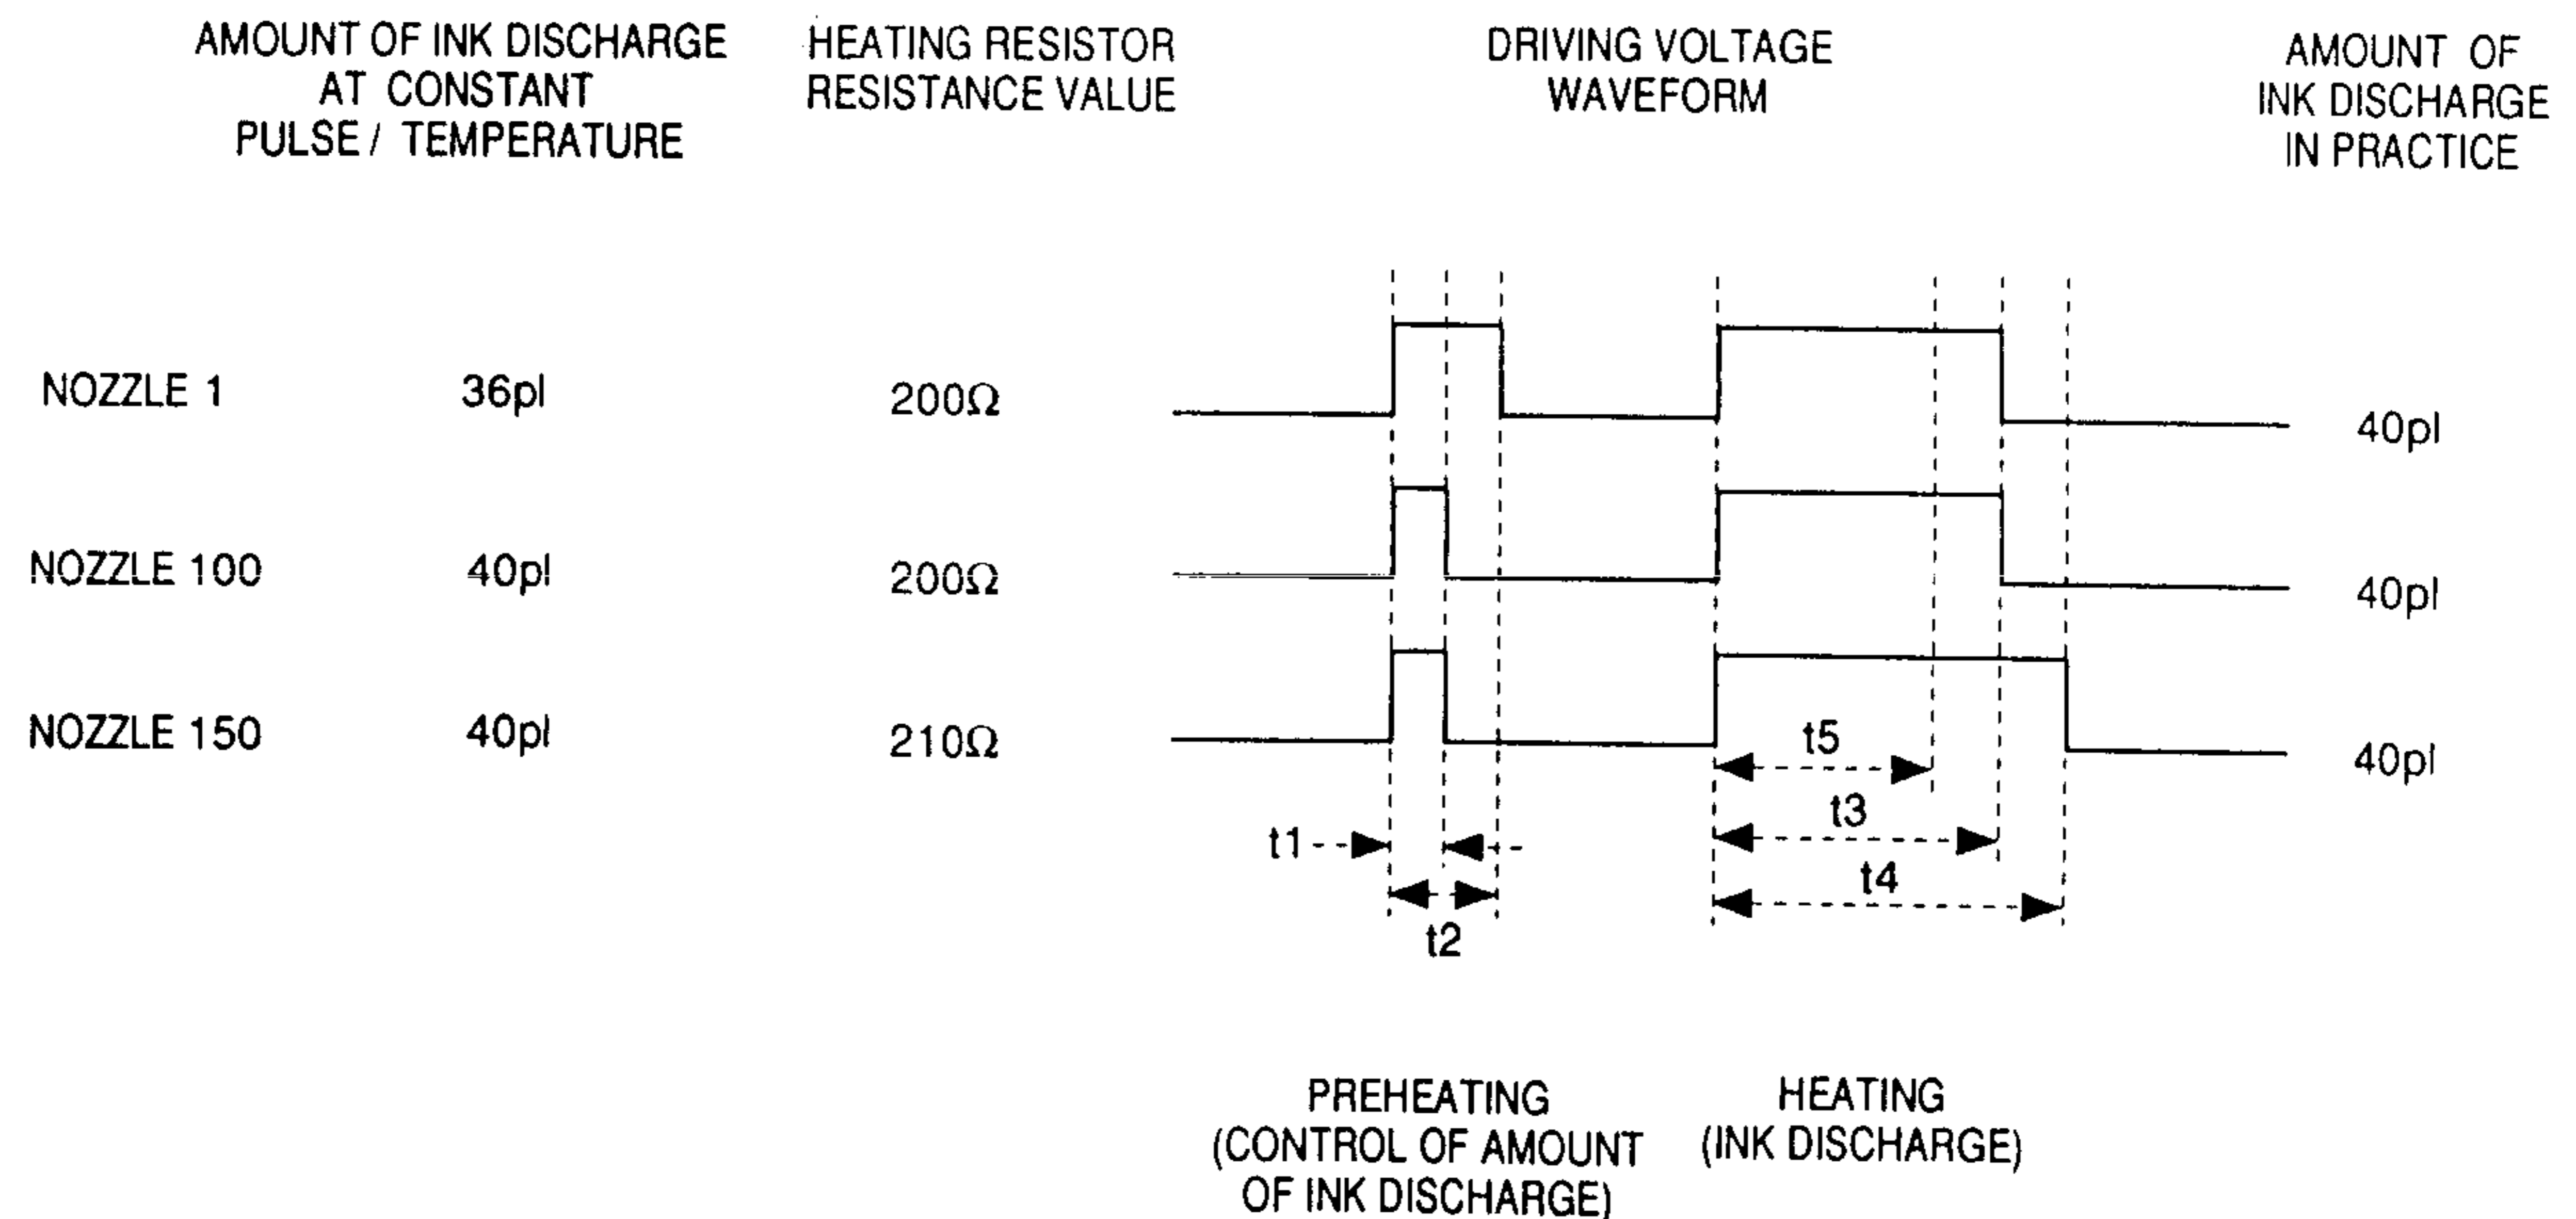 AMOUNT OF INK DISCHARGE
AT CONSTANT
PULSE / TEMPERATURE
HEATING RESISTOR
RESISTANCE VALUE
DRIVING VOLTAGE
WAVEFORM
AMOUNT OF
INK DISCHARGE
IN PRACTICE
NOZZLE 1 36pl 200Ω 40pl
NOZZLE 100 40pl 200Ω 40pl
NOZZLE 150 40pl 210Ω 40pl
t5
t3
t1
t4
t2
PREHEATING
(CONTROL OF AMOUNT
OF INK DISCHARGE)
HEATING
(INK DISCHARGE)